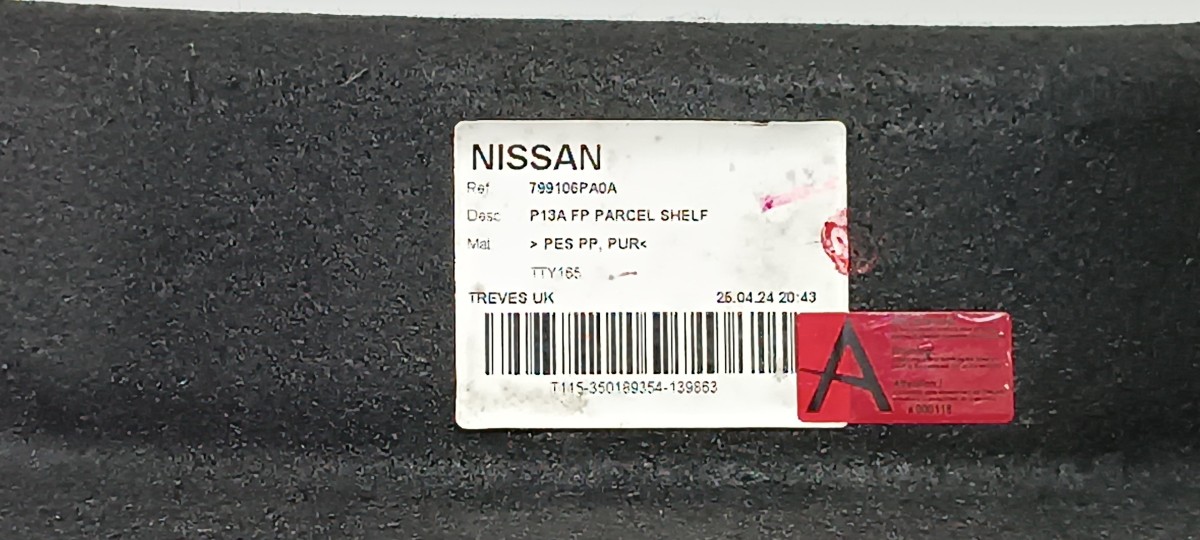 NISSAN
Ref 799106PA0A
Desc P13A FP PARCEL SHELF
Mat > PES PP, PUR<
TTY165
TREVES UK 25.04.24 20:43
T115-350189354-139863
A
Attention!